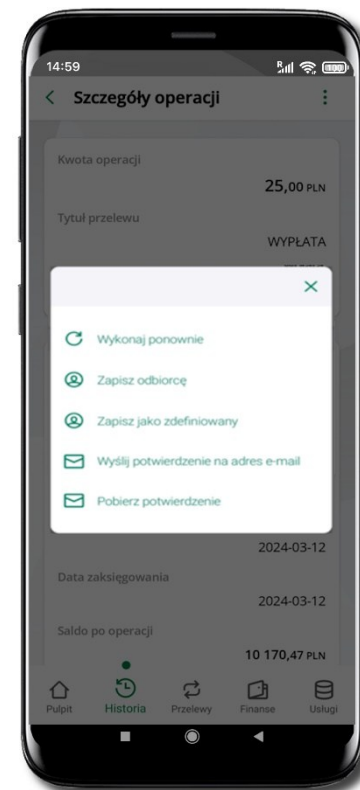 14:59
Szczegóły operacji
Kwota operacji
25,00 PLN
Tytuł przelewu
WYPŁATA
Wykonaj ponownie
Zapisz odbiorcę
Zapisz jako zdefiniowany
Wyślij potwierdzenie na adres e-mail
Pobierz potwierdzenie
2024-03-12
Data zaksięgowania
2024-03-12
Saldo po operacji
10 170,47 PLN
Pulpit Historia Przelewy Finanse Usługi